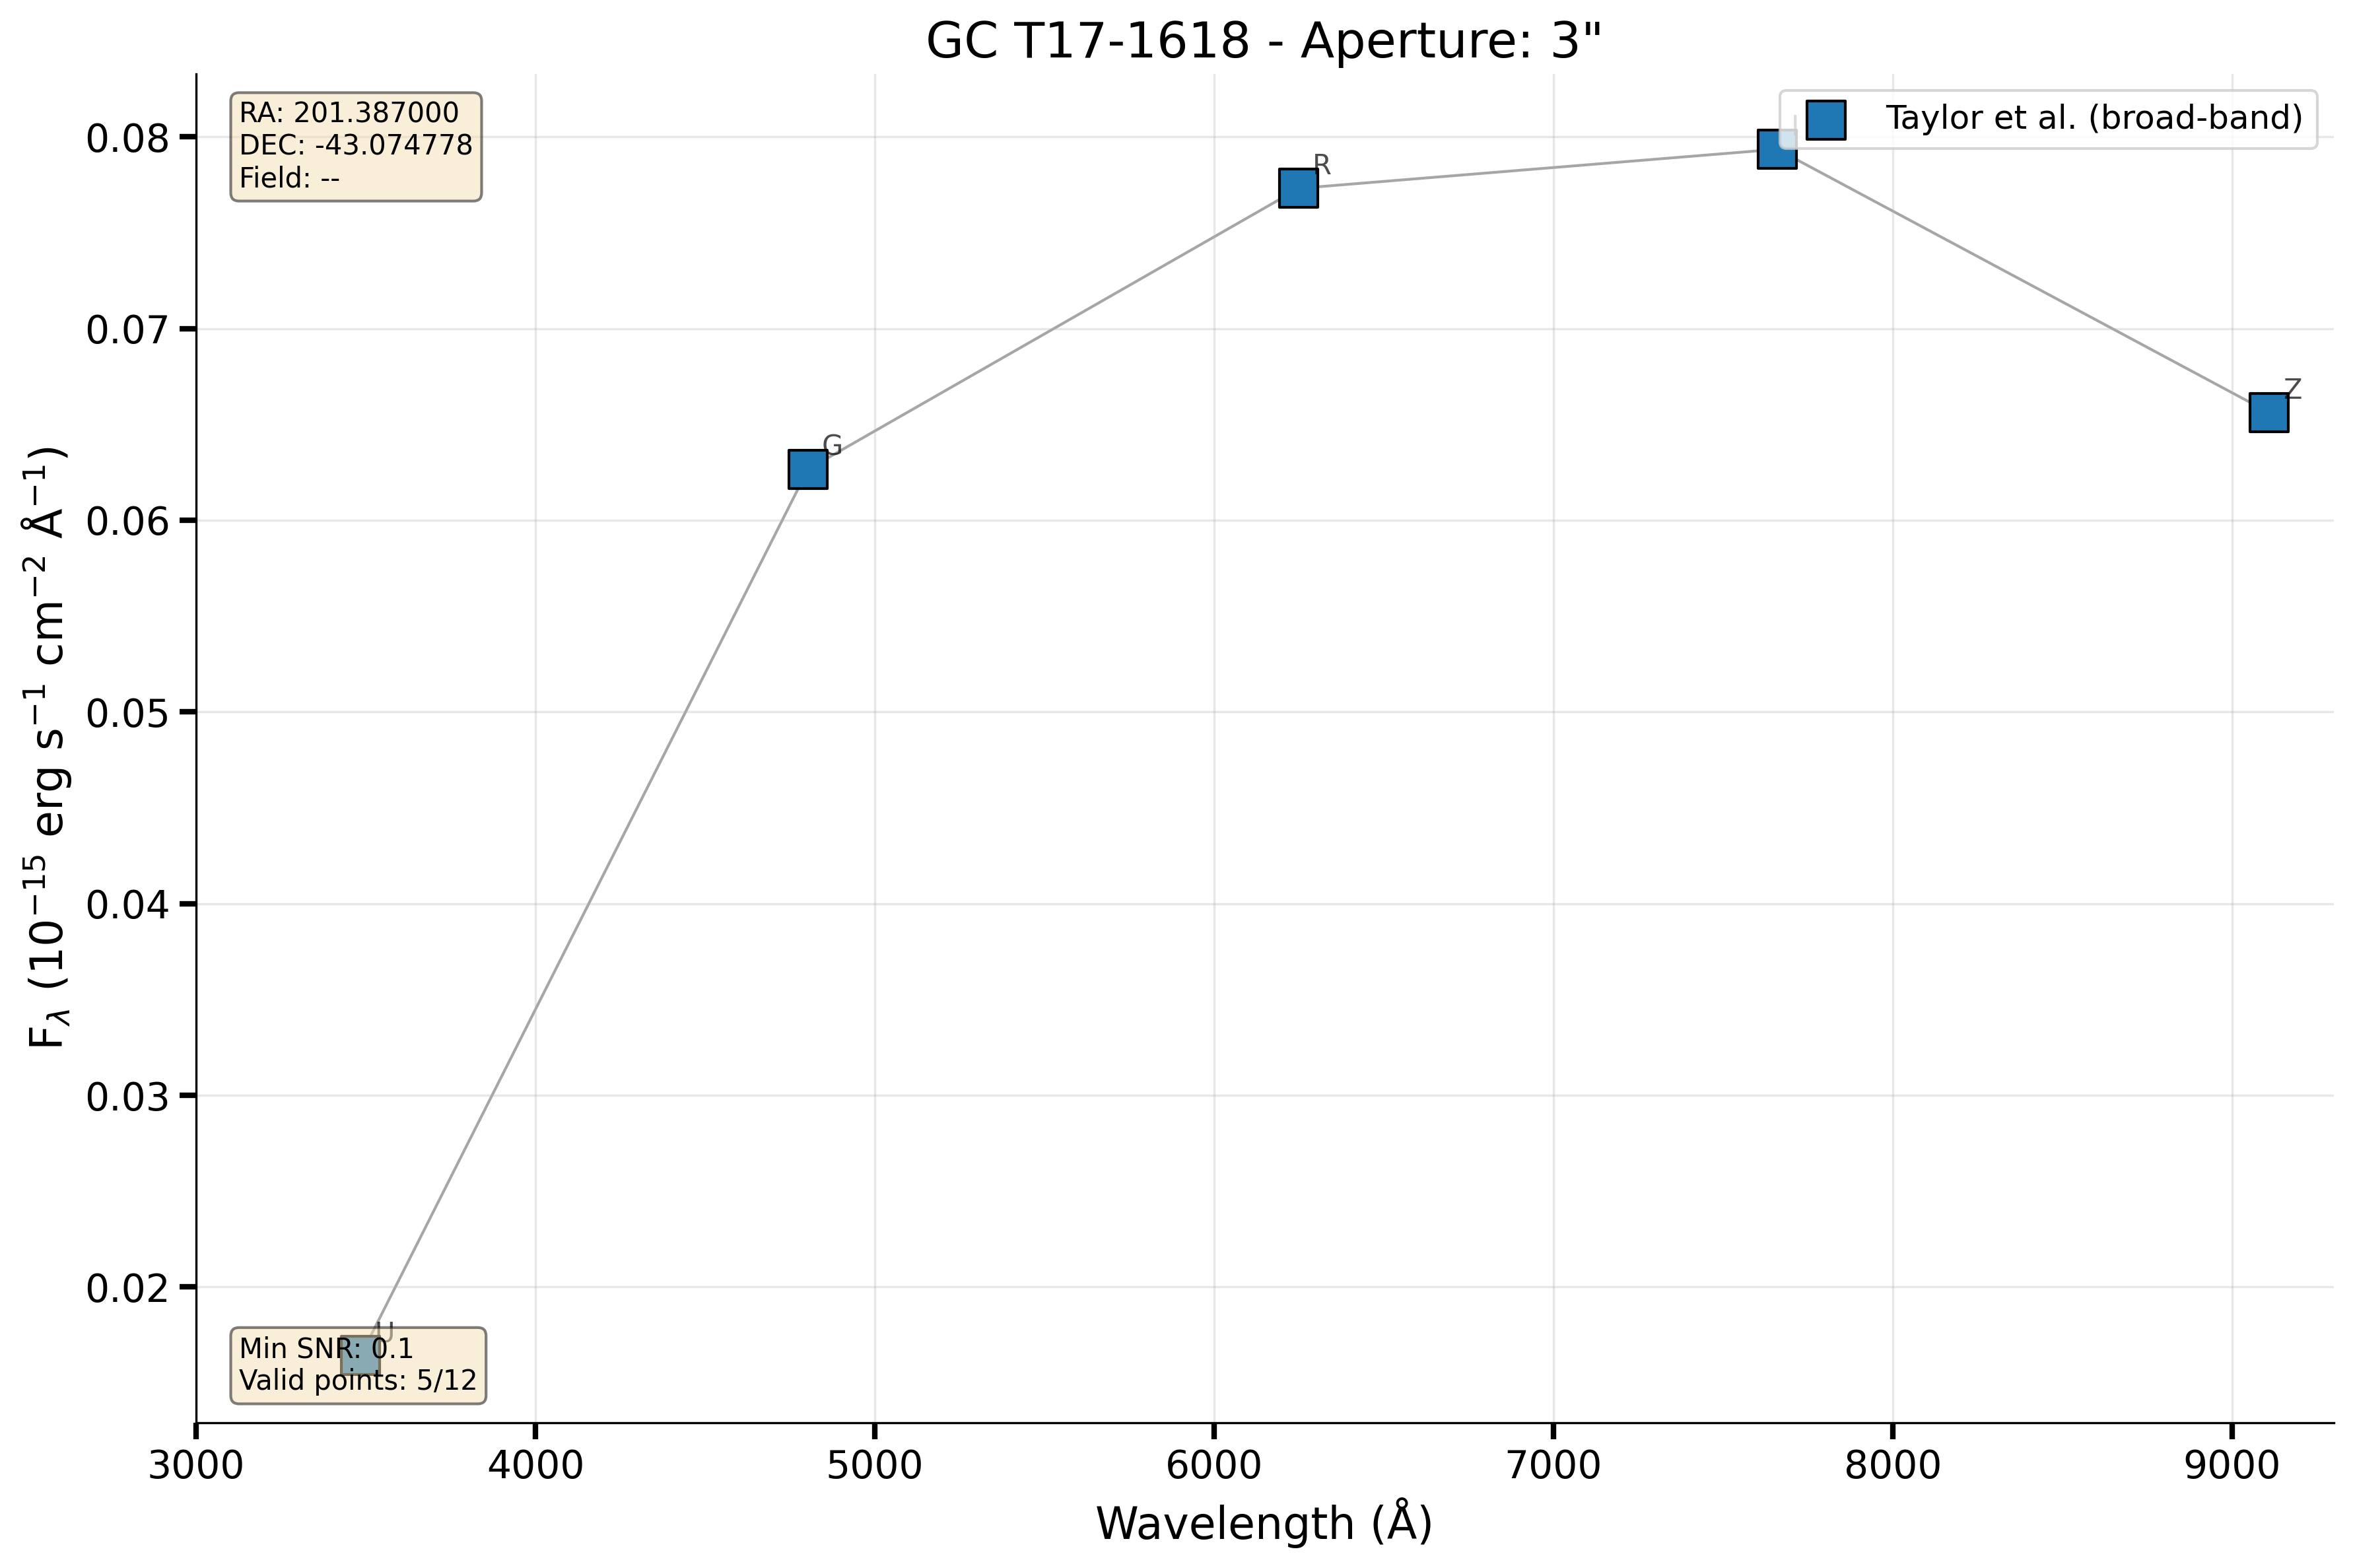 GC T17-1618 - Aperture: 3"
RA: 201.387000
DEC: -43.074778
Field: --
Taylor et al. (broad-band)
0.08
0.07
0.06
0.05
0.04
0.03
0.02
F_λ (10⁻¹⁵ erg s⁻¹ cm⁻² Å⁻¹)
R
Z
G
U
Min SNR: 0.1
Valid points: 5/12
3000
4000
5000
6000
7000
8000
9000
Wavelength (Å)